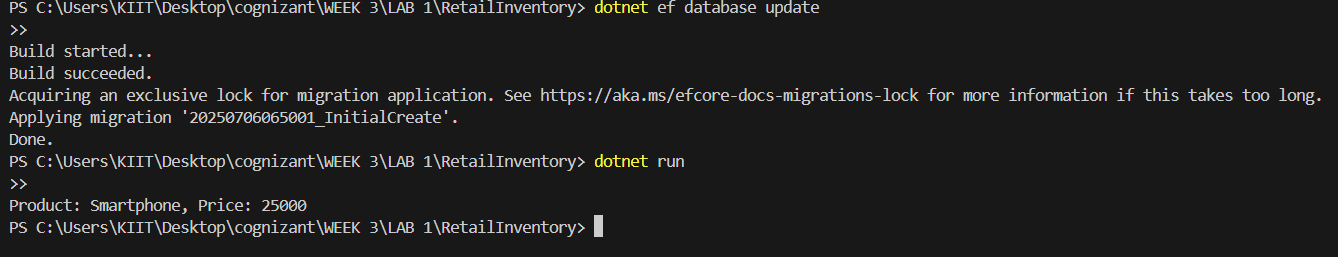 PS C:\Users\KIIT\Desktop\cognizant\WEEK 3\LAB 1\RetailInventory> dotnet ef database update
>>
Build started...
Build succeeded.
Acquiring an exclusive lock for migration application. See https://aka.ms/efcore-docs-migrations-lock for more information if this takes too long.
Applying migration '20250706065001_InitialCreate'.
Done.
PS C:\Users\KIIT\Desktop\cognizant\WEEK 3\LAB 1\RetailInventory> dotnet run
>>
Product: Smartphone, Price: 25000
PS C:\Users\KIIT\Desktop\cognizant\WEEK 3\LAB 1\RetailInventory>